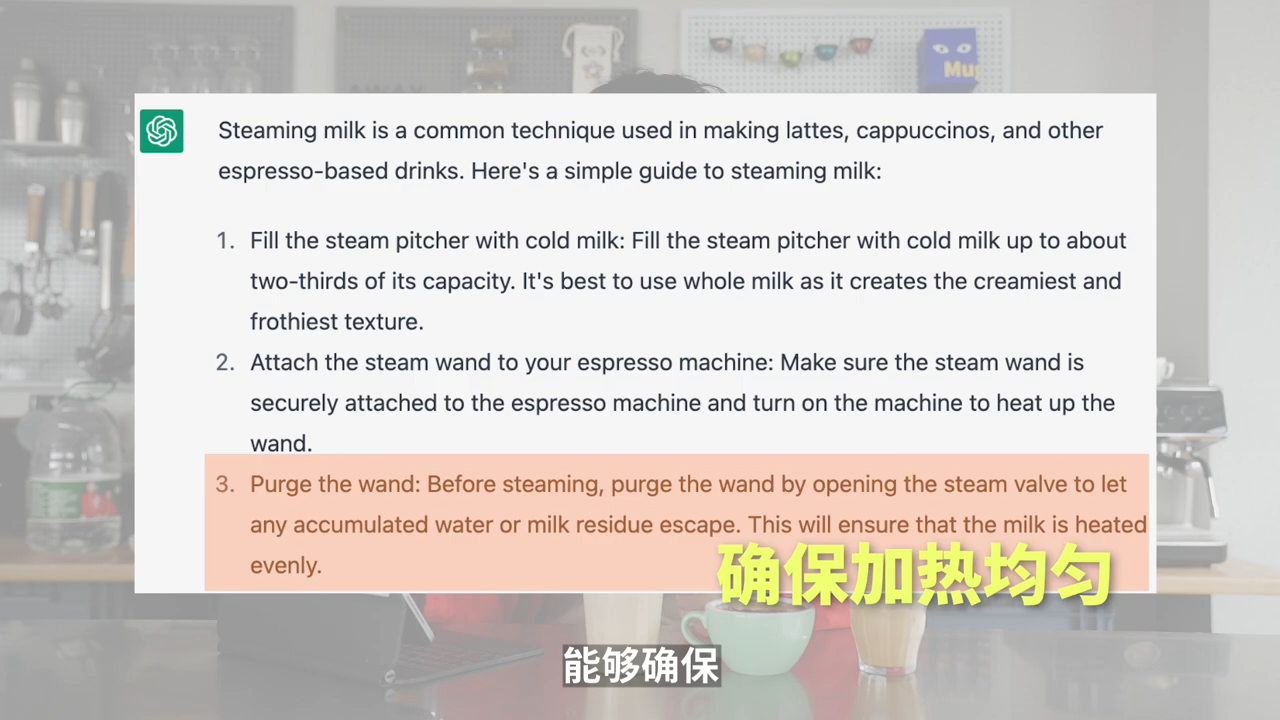 Mug
Steaming milk is a common technique used in making lattes, cappuccinos, and other
espresso-based drinks. Here's a simple guide to steaming milk:
1. Fill the steam pitcher with cold milk: Fill the steam pitcher with cold milk up to about
two-thirds of its capacity. It's best to use whole milk as it creates the creamiest and
frothiest texture.
2. Attach the steam wand to your espresso machine: Make sure the steam wand is
securely attached to the espresso machine and turn on the machine to heat up the
wand.
3. Purge the wand: Before steaming, purge the wand by opening the steam valve to let
any accumulated water or milk residue escape. This will ensure that the milk is heated
evenly.
确保加热均匀
能够确保